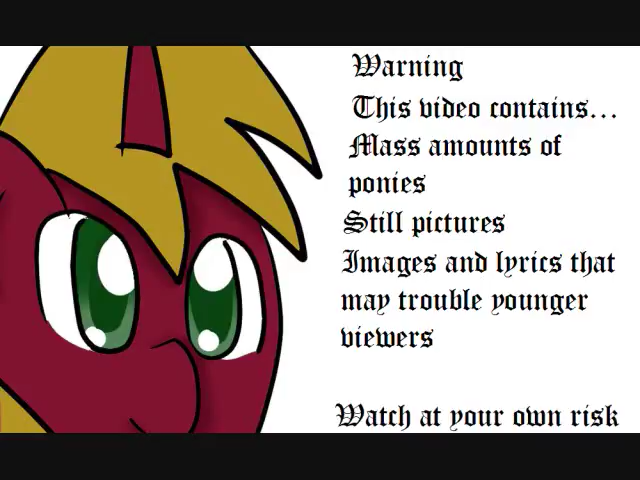 Warning
This video contains...
Mass amounts of
ponies
Still pictures
Images and lyrics that
may trouble younger
viewers
Watch at your own risk